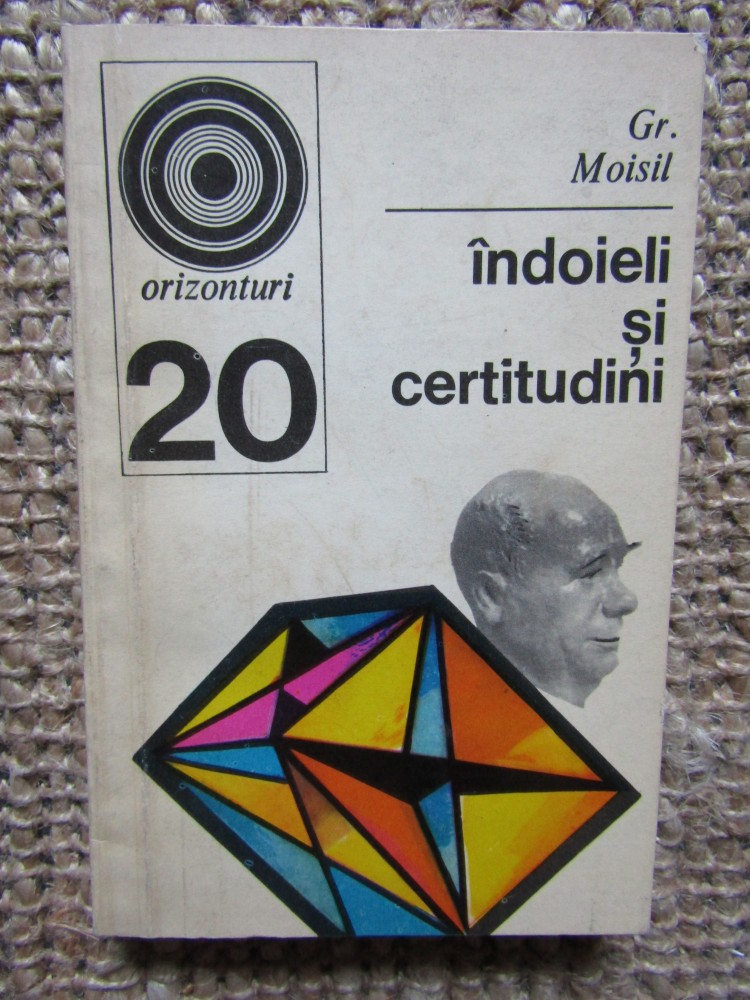 orizonturi
20
Gr.
Moisil
îndoieli
și
certitudini